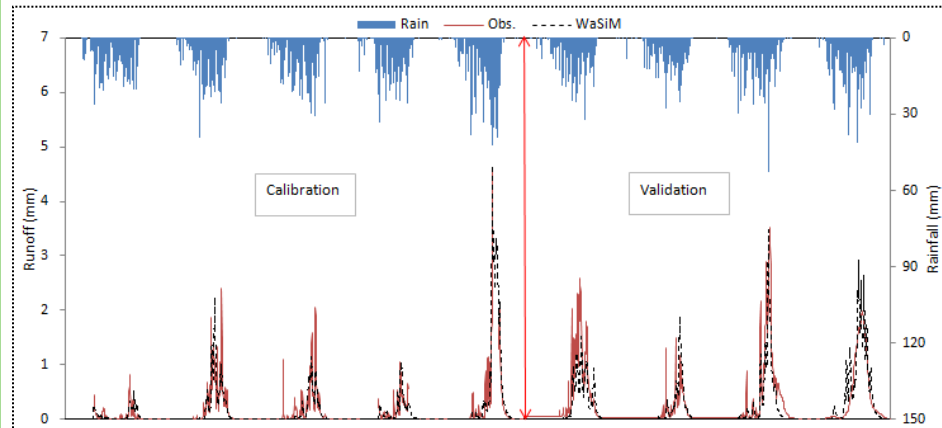 Rain Obs. WaSiM
7
6
5
4
3
2
1
0
Runoff (mm)
Calibration
Validation
0
30
60
90
120
150
Rainfall (mm)